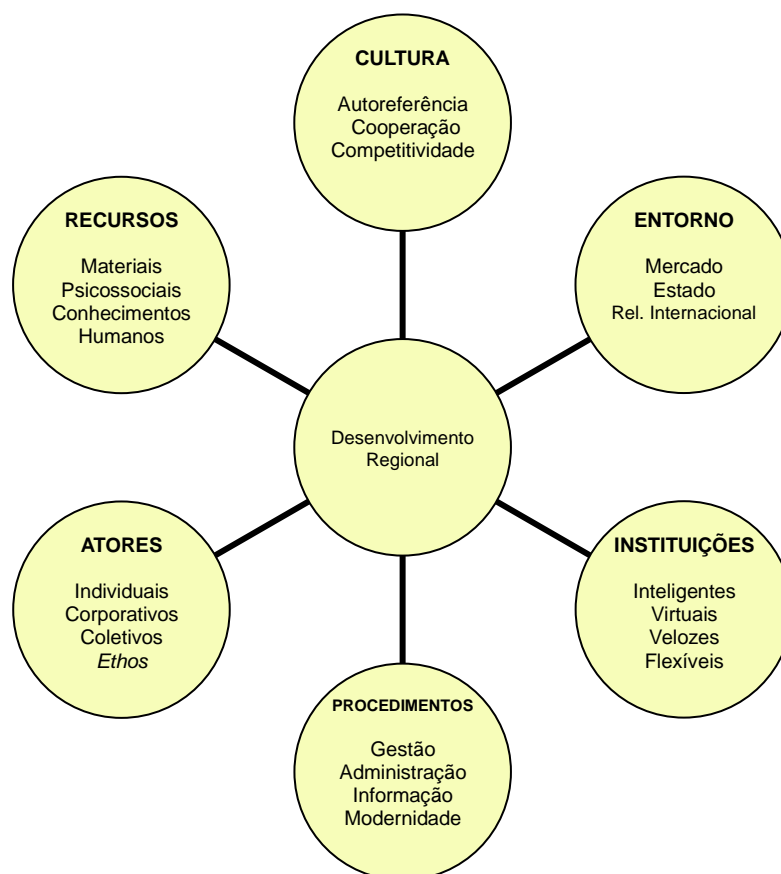 CULTURA
Autoreferência
Cooperação
Competitividade
RECURSOS
Materiais
Psicossociais
Conhecimentos
Humanos
ENTORNO
Mercado
Estado
Rel. Internacional
Desenvolvimento
Regional
ATORES
Individuais
Corporativos
Coletivos
Ethos
INSTITUIÇÕES
Inteligentes
Virtuais
Velozes
Flexíveis
PROCEDIMENTOS
Gestão
Administração
Informação
Modernidade